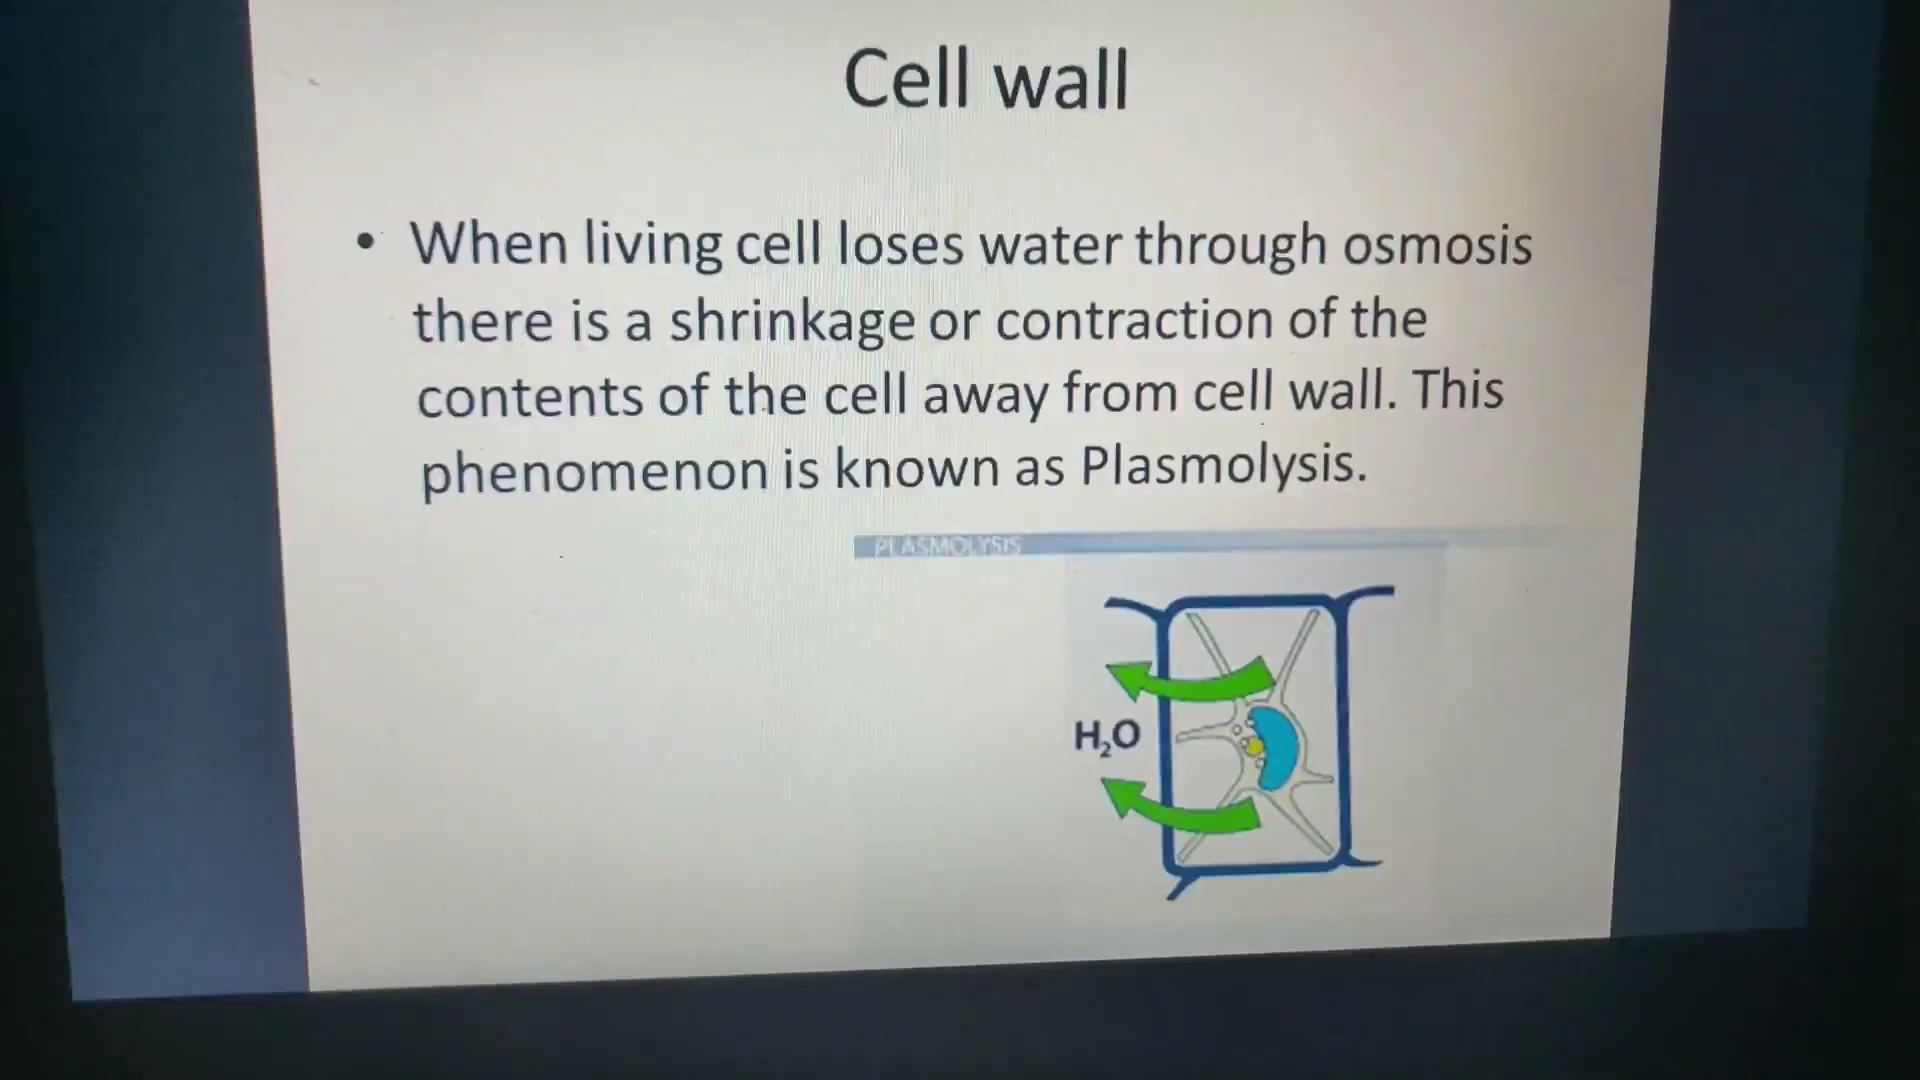 Cell wall
• When living cell loses water through osmosis
there is a shrinkage or contraction of the
contents of the cell away from cell wall. This
phenomenon is known as Plasmolysis.
PLASMOLYSIS
H₂O